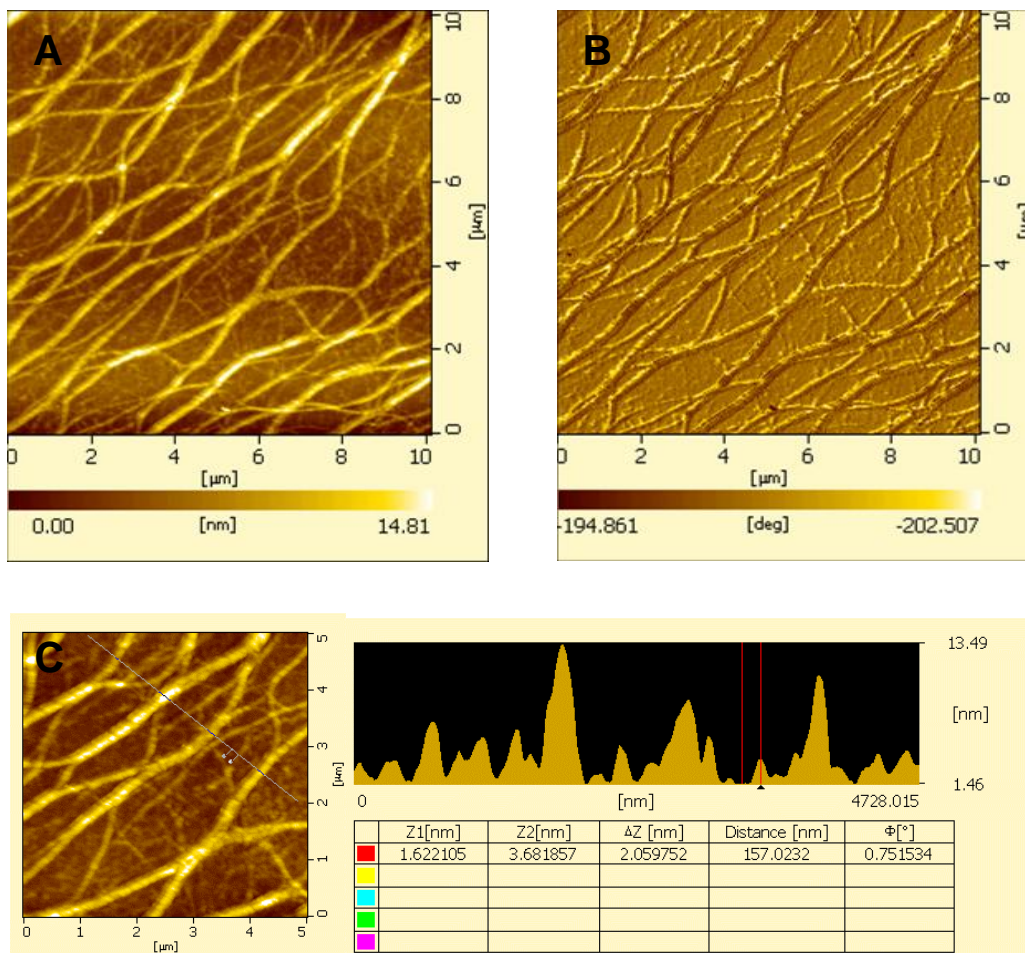 A
10
8
6
4
2
0
[μm]
0 2 4 6 8 10
[μm]
0.00 [nm] 14.81
B
10
8
6
4
2
0
[μm]
0 2 4 6 8 10
[μm]
-194.861 [deg] -202.507
C
5
4
3
2
1
0
[μm]
0 1 2 3 4 5
[μm]
13.49
[nm]
1.46
0 [nm] 4728.015
Z1[nm] Z2[nm] ΔZ [nm] Distance [nm] Φ[°]
1.622105 3.681857 2.059752 157.0232 0.751534